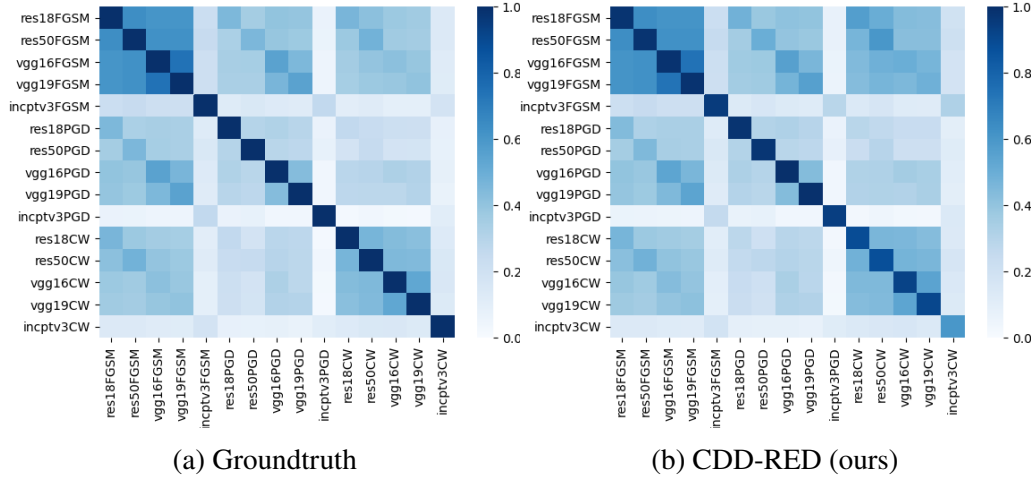 res18FGSM
res50FGSM
vgg16FGSM
vgg19FGSM
incptv3FGSM
res18PGD
res50PGD
vgg16PGD
vgg19PGD
incptv3PGD
res18CW
res50CW
vgg16CW
vgg19CW
incptv3CW
res18FGSM
res50FGSM
vgg16FGSM
vgg19FGSM
incptv3FGSM
res18PGD
res50PGD
vgg16PGD
vgg19PGD
incptv3PGD
res18CW
res50CW
vgg16CW
vgg19CW
incptv3CW
1.0
0.8
0.6
0.4
0.2
0.0
(a) Groundtruth
res18FGSM
res50FGSM
vgg16FGSM
vgg19FGSM
incptv3FGSM
res18PGD
res50PGD
vgg16PGD
vgg19PGD
incptv3PGD
res18CW
res50CW
vgg16CW
vgg19CW
incptv3CW
res18FGSM
res50FGSM
vgg16FGSM
vgg19FGSM
incptv3FGSM
res18PGD
res50PGD
vgg16PGD
vgg19PGD
incptv3PGD
res18CW
res50CW
vgg16CW
vgg19CW
incptv3CW
1.0
0.8
0.6
0.4
0.2
0.0
(b) CDD-RED (ours)